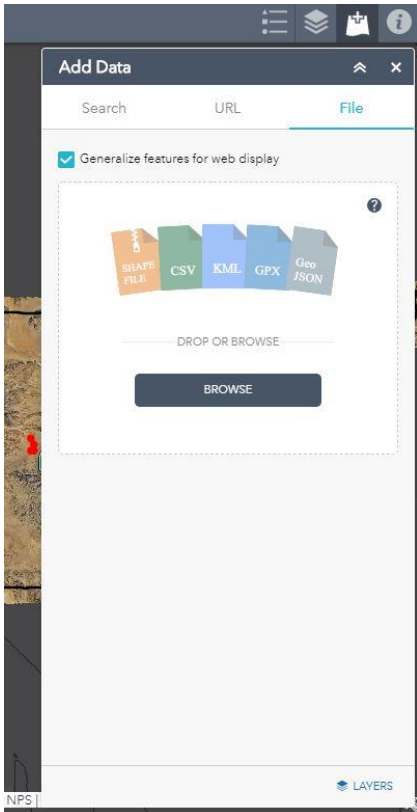 Add Data
Search URL File
Generalize features for web display
SHAPE
FILE
CSV
KML
GPX
Geo
JSON
DROP OR BROWSE
BROWSE
LAYERS
NPS |